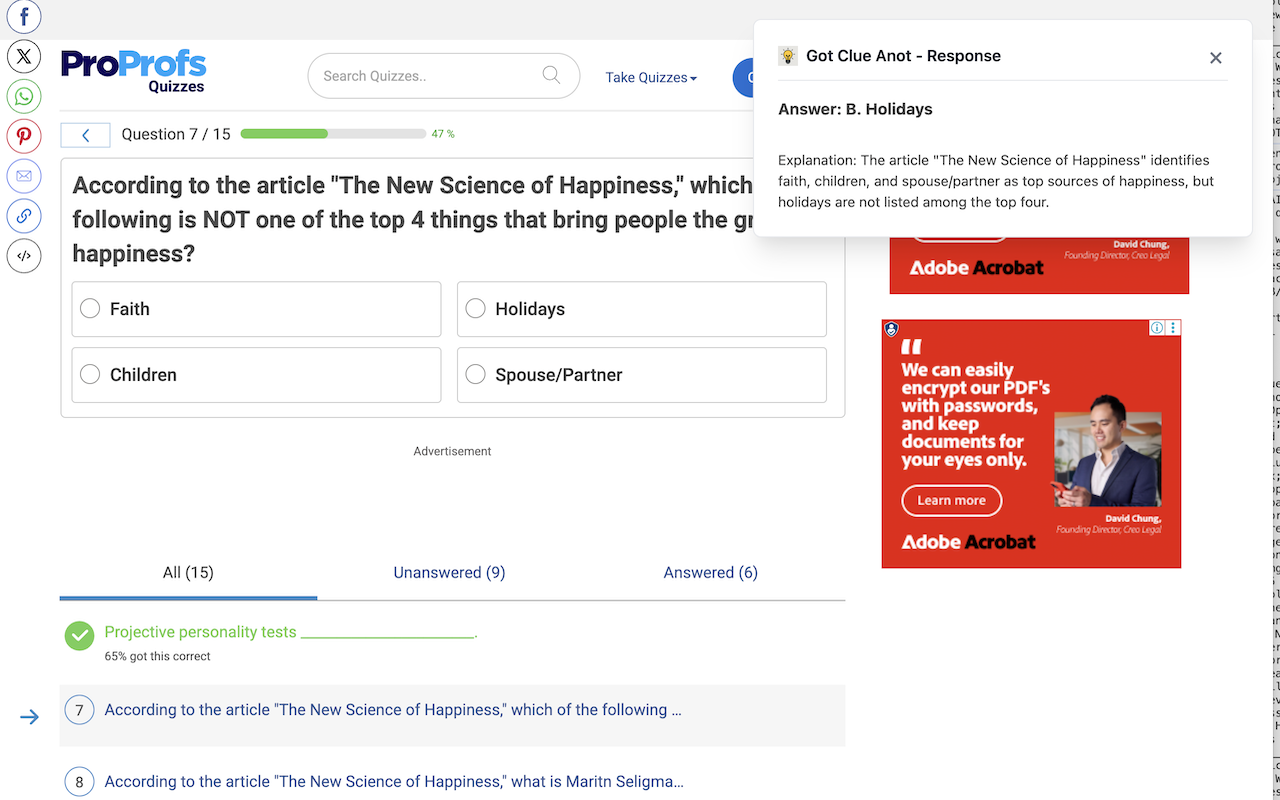 ProProfs
Quizzes
Search Quizzes..
Take Quizzes
Got Clue Anot - Response
Answer: B. Holidays
Explanation: The article "The New Science of Happiness" identifies
faith, children, and spouse/partner as top sources of happiness, but
holidays are not listed among the top four.
Question 7 / 15
47 %
According to the article "The New Science of Happiness," which
following is NOT one of the top 4 things that bring people the
happiness?
Faith
Holidays
Children
Spouse/Partner
Advertisement
All (15)
Unanswered (9)
Answered (6)
Projective personality tests ____________________.
65% got this correct
7
According to the article "The New Science of Happiness," which of the following ...
8
According to the article "The New Science of Happiness," what is Maritn Seligma...
David Chung,
Founding Director, Creo Legal
Adobe Acrobat
We can easily
encrypt our PDF's
with passwords,
and keep
documents for
your eyes only.
Learn more
David Chung,
Founding Director, Creo Legal
Adobe Acrobat